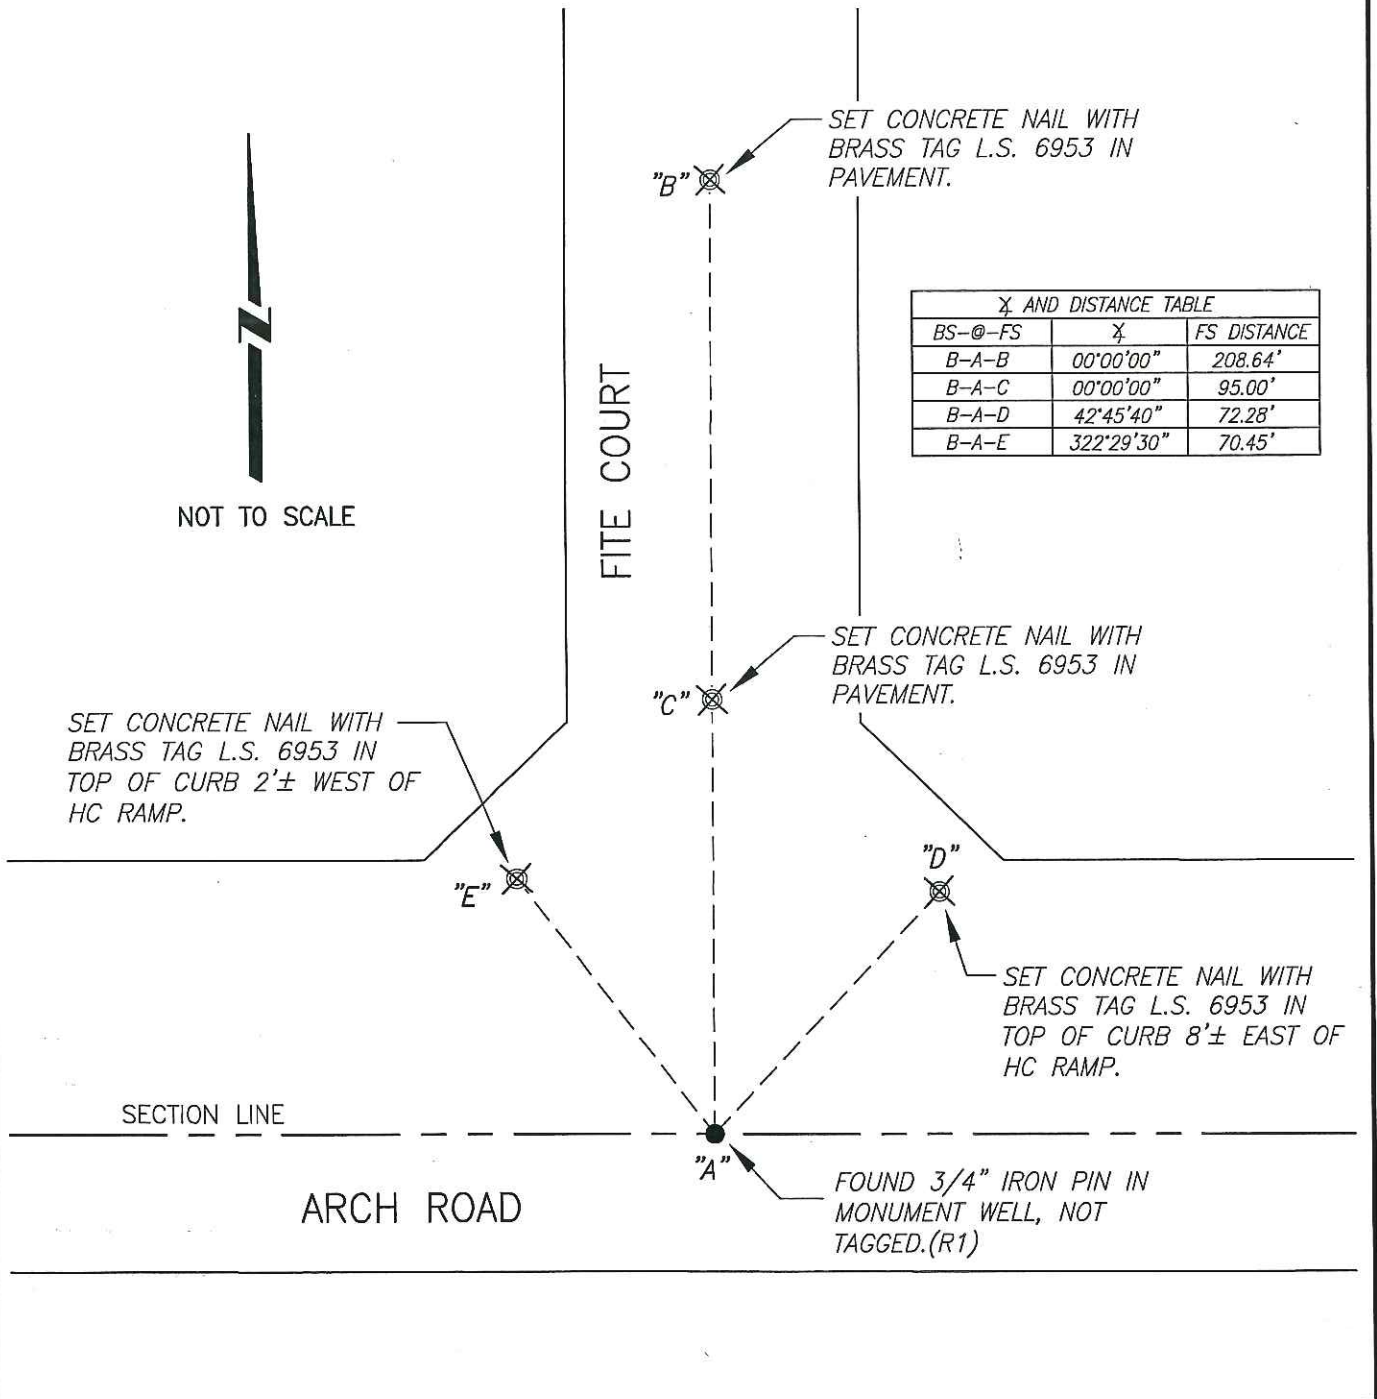 SET CONCRETE NAIL WITH
BRASS TAG L.S. 6953 IN
PAVEMENT.
"B"
∡ AND DISTANCE TABLE
BS-@-FS ∡ FS DISTANCE
B-A-B 00°00'00" 208.64'
B-A-C 00°00'00" 95.00'
B-A-D 42°45'40" 72.28'
B-A-E 322°29'30" 70.45'
N
NOT TO SCALE
FITE COURT
SET CONCRETE NAIL WITH
BRASS TAG L.S. 6953 IN
PAVEMENT.
"C"
SET CONCRETE NAIL WITH
BRASS TAG L.S. 6953 IN
TOP OF CURB 2'± WEST OF
HC RAMP.
"E"
"D"
SET CONCRETE NAIL WITH
BRASS TAG L.S. 6953 IN
TOP OF CURB 8'± EAST OF
HC RAMP.
SECTION LINE
"A"
ARCH ROAD
FOUND 3/4" IRON PIN IN
MONUMENT WELL, NOT
TAGGED.(R1)